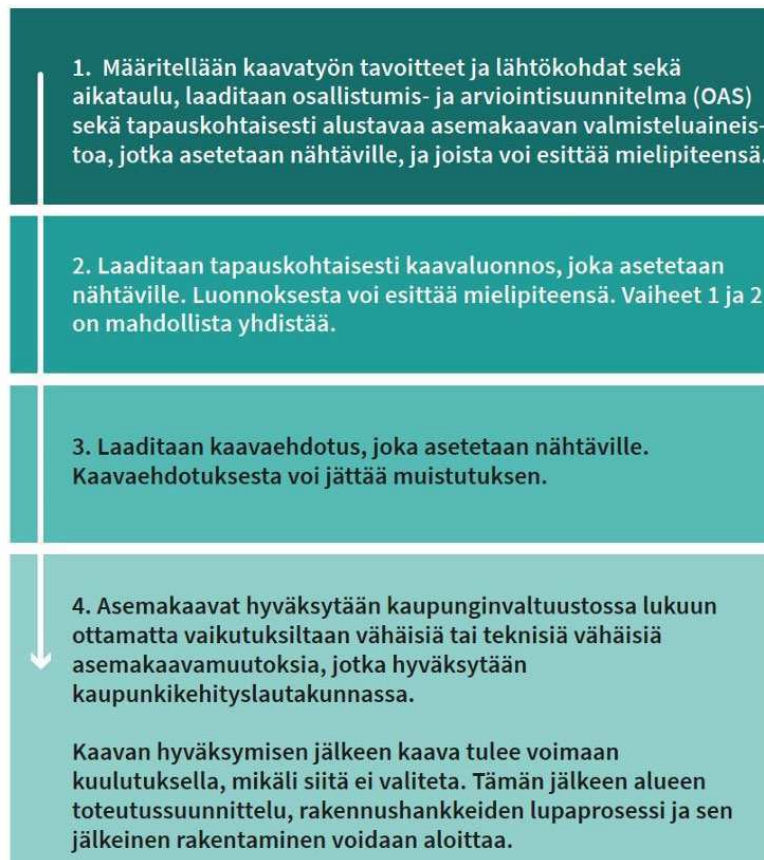 1. Määritellään kaavatyön tavoitteet ja lähtökohdat sekä
aikataulu, laaditaan osallistumis- ja arviointisuunnitelma (OAS)
sekä tapauskohtaisesti alustavaa asemakaavan valmisteluaineis-
toa, jotka asetetaan nähtäville, ja joista voi esittää mielipiteensä.
2. Laaditaan tapauskohtaisesti kaavaluonnos, joka asetetaan
nähtäville. Luonnoksesta voi esittää mielipiteensä. Vaiheet 1 ja 2
on mahdollista yhdistää.
3. Laaditaan kaavaehdotus, joka asetetaan nähtäville.
Kaavaehdotuksesta voi jättää muistutuksen.
4. Asemakaavat hyväksytään kaupunginvaltuustossa lukuun
ottamatta vaikutuksiltaan vähäisiä tai teknisiä vähäisiä
asemakaavamuutoksia, jotka hyväksytään
kaupunkikehityslautakunnassa.
Kaavan hyväksymisen jälkeen kaava tulee voimaan
kuulutuksella, mikäli siitä ei valiteta. Tämän jälkeen alueen
toteutussuunnittelu, rakennushankkeiden lupaprosessi ja sen
jälkeinen rakentaminen voidaan aloittaa.